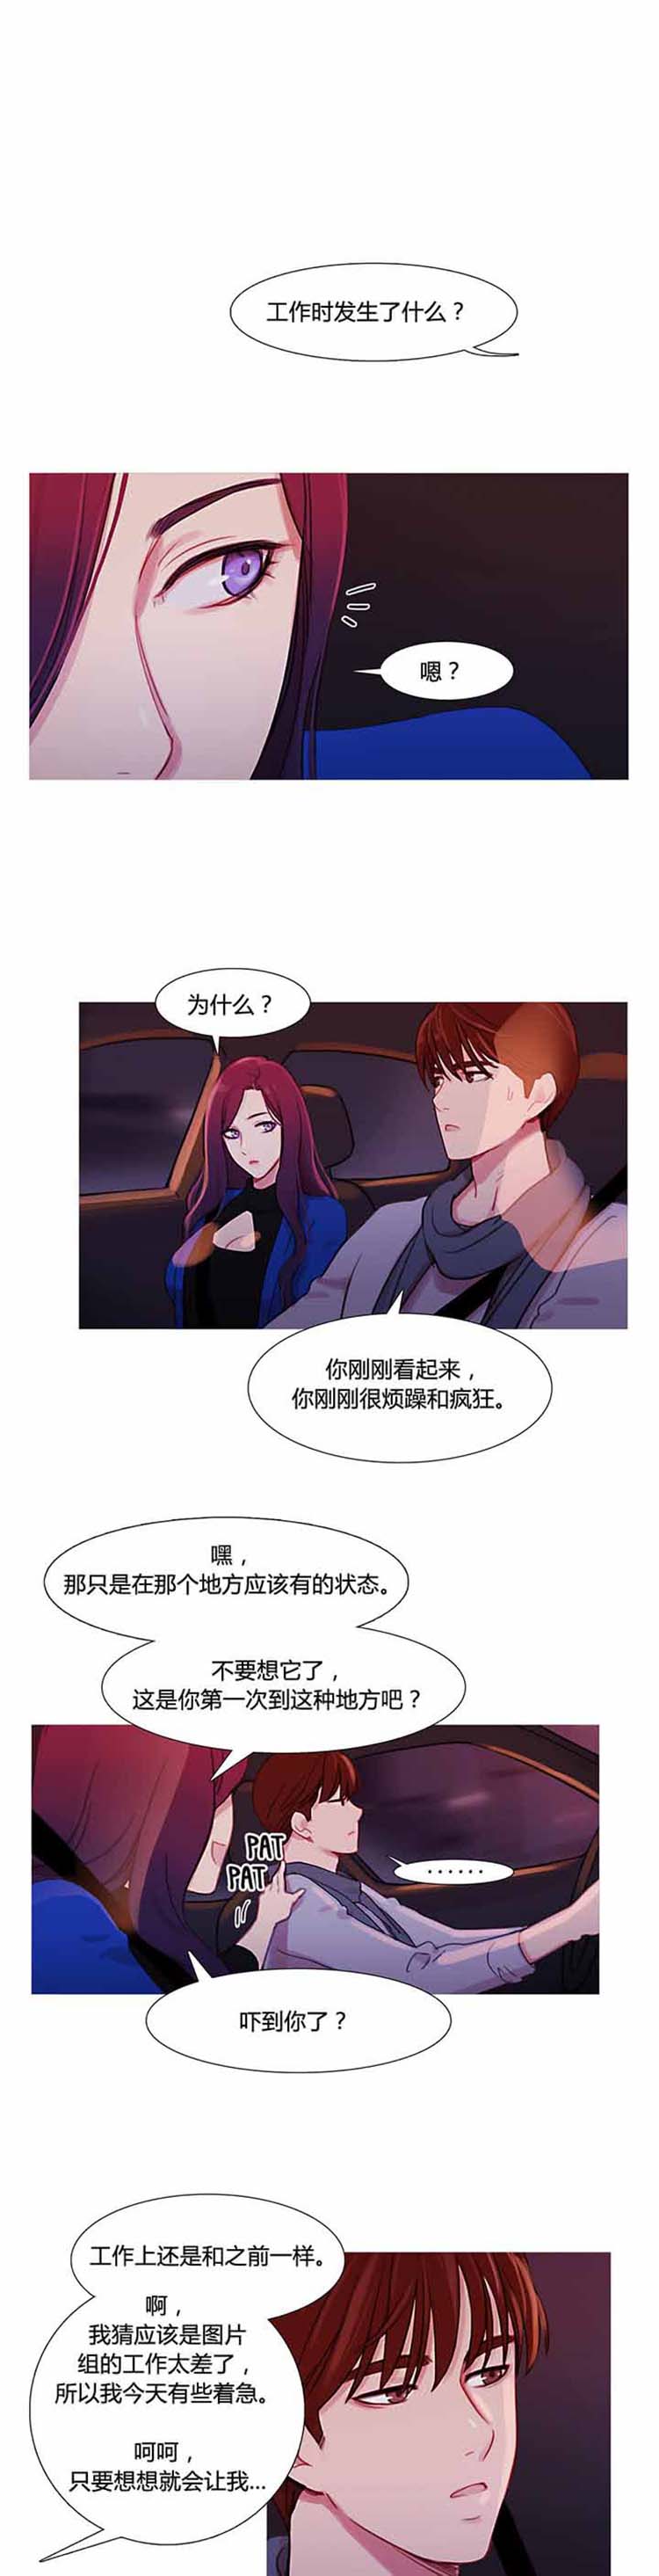 工作时发生了什么？
嗯？
为什么？
你刚刚看起来，
你刚刚很烦躁和疯狂。
嘿，
那只是在那个地方应该有的状态。
不要想它了，
这是你第一次到这种地方吧？
PAT
PAT
......
吓到你了？
工作上还是和之前一样。
啊，
我猜应该是图片
组的工作太差了，
所以我今天有些着急。
呵呵，
只要想想就会让我...